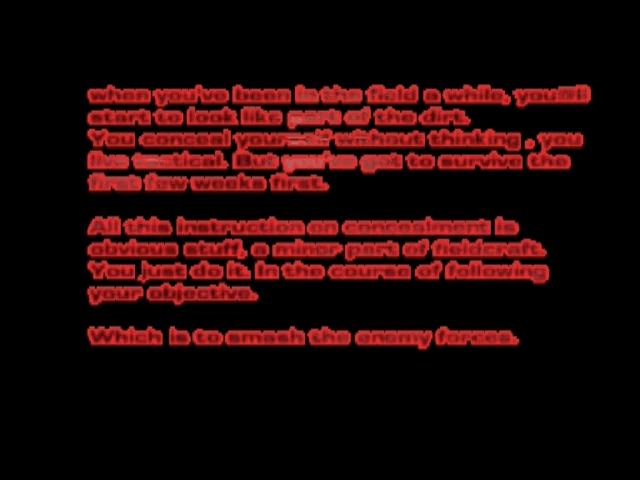 when you've been in the field a while, you'll
start to look like part of the dirt.
You conceal yourself without thinking , you
live tactical. But you've got to survive the
first few weeks first.
All this instruction on concealment is
obvious stuff, a minor part of fieldcraft.
You just do it. In the course of following
your objective.
Which is to smash the enemy forces.